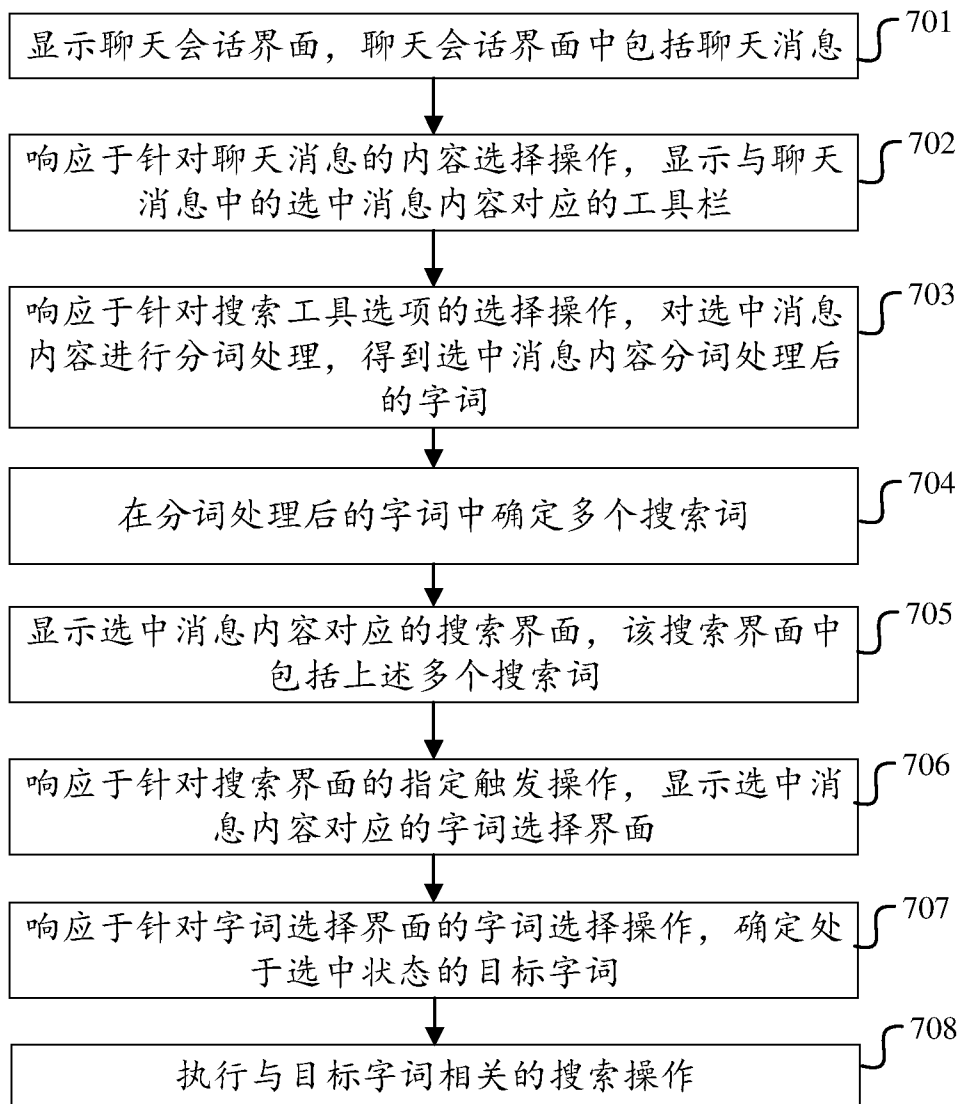 显示聊天会话界面，聊天会话界面中包括聊天消息
701
响应于针对聊天消息的内容选择操作，显示与聊天
消息中的选中消息内容对应的工具栏
702
响应于针对搜索工具选项的选择操作，对选中消息
内容进行分词处理，得到选中消息内容分词处理后
的字词
703
在分词处理后的字词中确定多个搜索词
704
显示选中消息内容对应的搜索界面，该搜索界面中
包括上述多个搜索词
705
响应于针对搜索界面的指定触发操作，显示选中消
息内容对应的字词选择界面
706
响应于针对字词选择界面的字词选择操作，确定处
于选中状态的目标字词
707
执行与目标字词相关的搜索操作
708